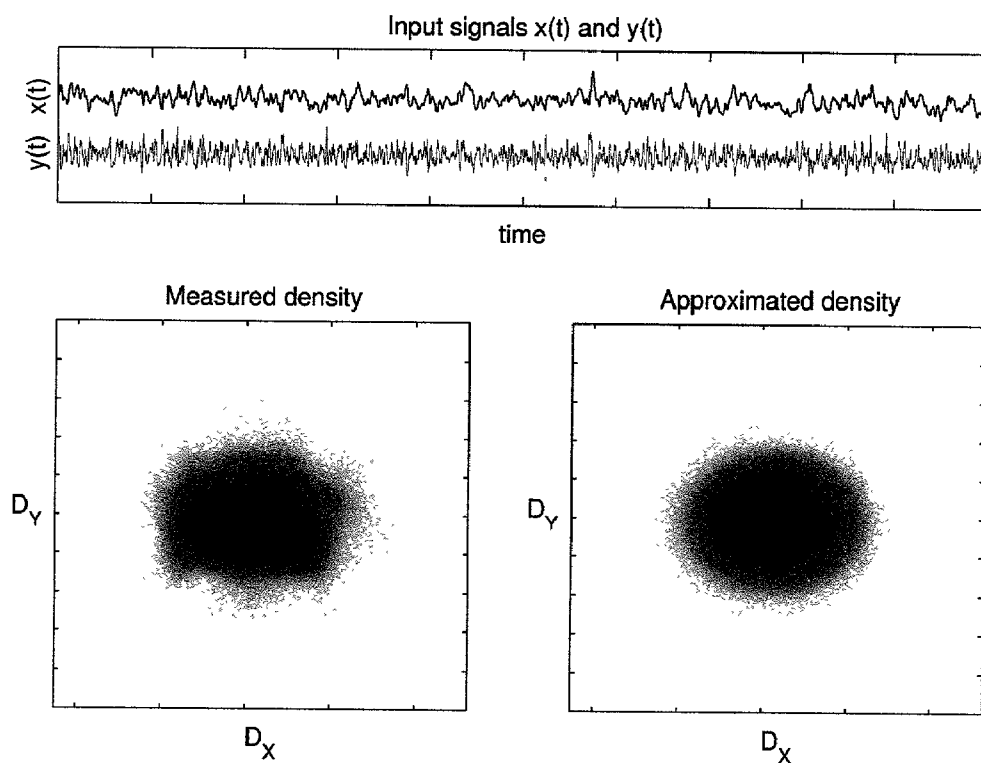 Input signals x(t) and y(t)
x(t)
y(t)
time
Measured density
Approximated density
D_Y
D_Y
D_X
D_X